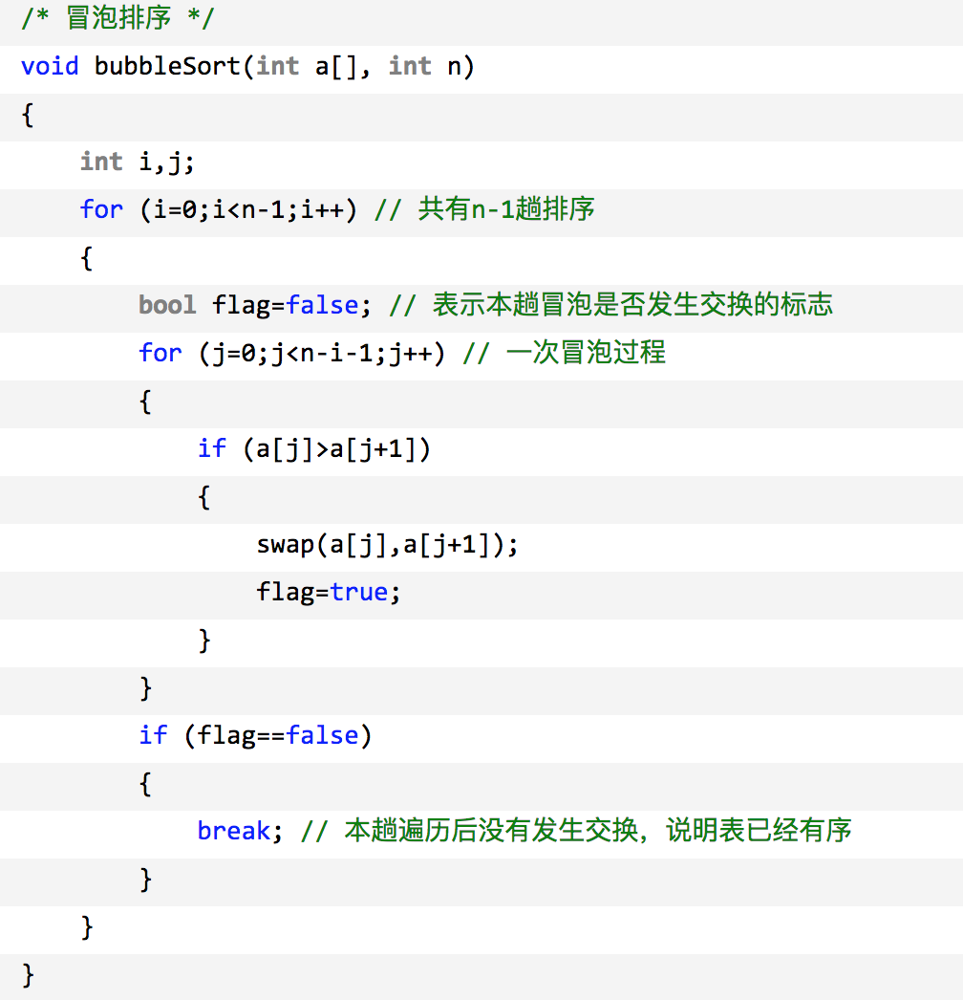 /* 冒泡排序 */
void bubbleSort(int a[], int n)
{
    int i,j;
    for (i=0;i<n-1;i++) // 共有n-1趟排序
    {
        bool flag=false; // 表示本趟冒泡是否发生交换的标志
        for (j=0;j<n-i-1;j++) // 一次冒泡过程
        {
            if (a[j]>a[j+1])
            {
                swap(a[j],a[j+1]);
                flag=true;
            }
        }
        if (flag==false)
        {
            break; // 本趟遍历后没有发生交换，说明表已经有序
        }
    }
}